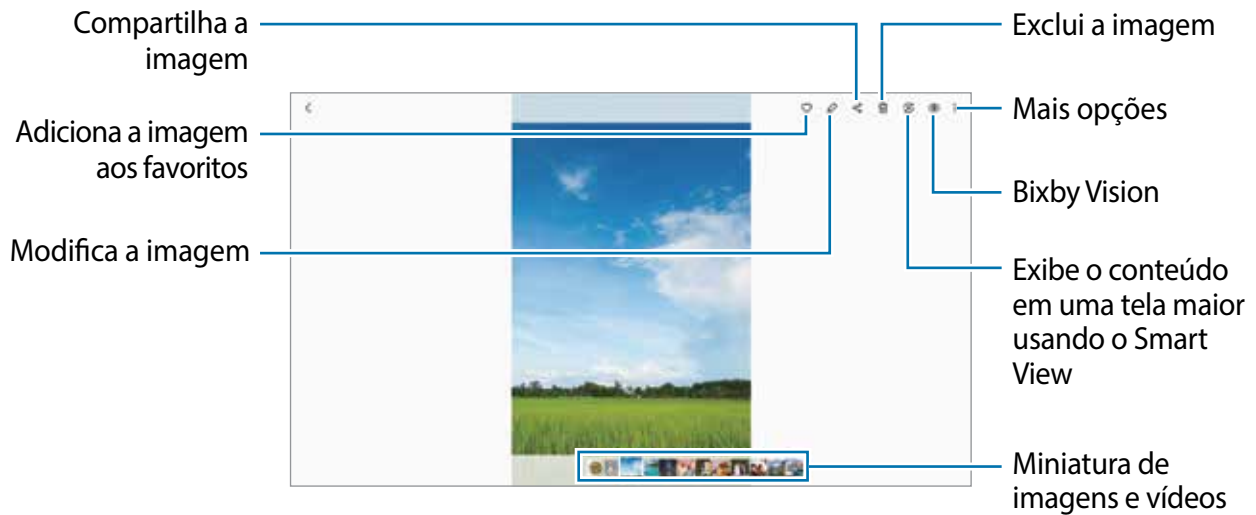 Compartilha a
imagem
Adiciona a imagem
aos favoritos
Modifica a imagem
Exclui a imagem
Mais opções
Bixby Vision
Exibe o conteúdo
em uma tela maior
usando o Smart
View
Miniatura de
imagens e vídeos